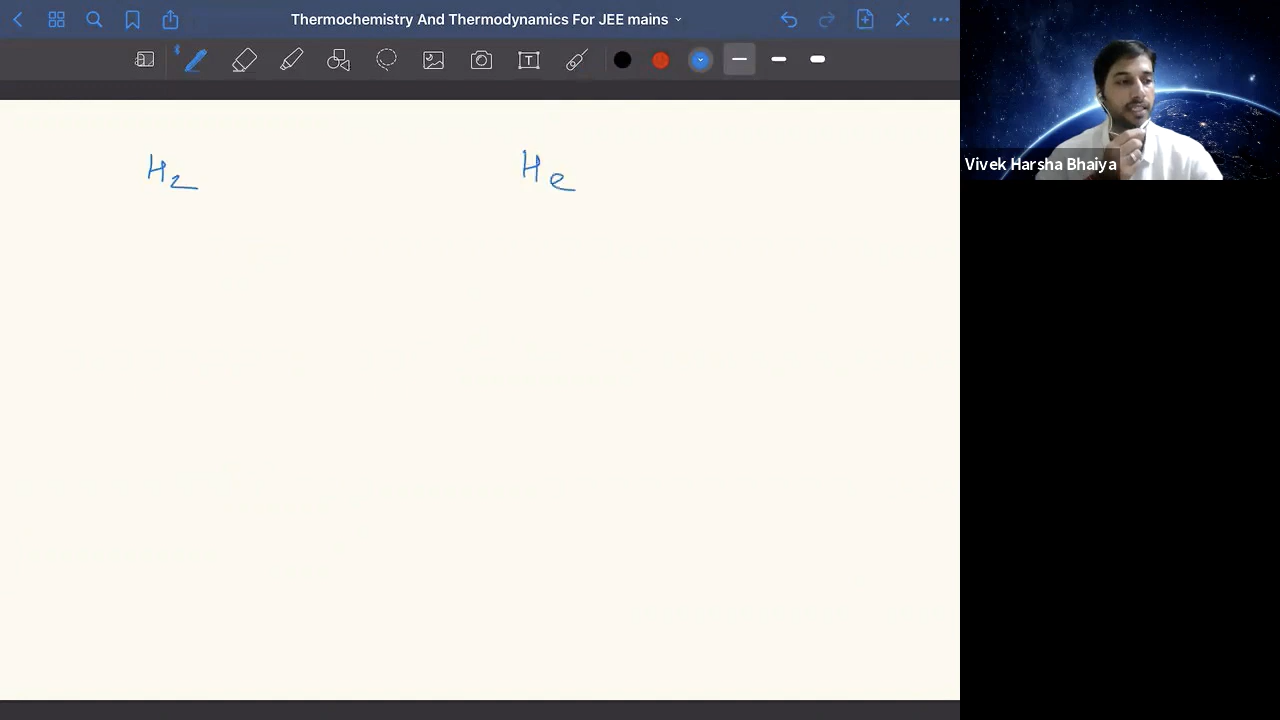 Thermochemistry And Thermodynamics For JEE mains
T
H2 He
Vivek Harsha Bhaiya